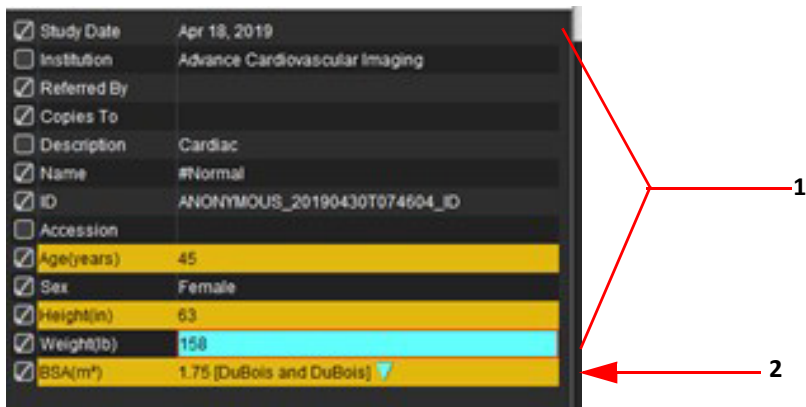 Study Date Apr 18, 2019
Institution Advance Cardiovascular Imaging
Referred By
Copies To
Description Cardiac
Name #Normal
ID ANONYMOUS_20190430T074604_ID
Accession
Age(years) 45
Sex Female
Height(in) 63
Weight(lb) 158
BSA(m²) 1.75 [DuBois and DuBois]
1
2